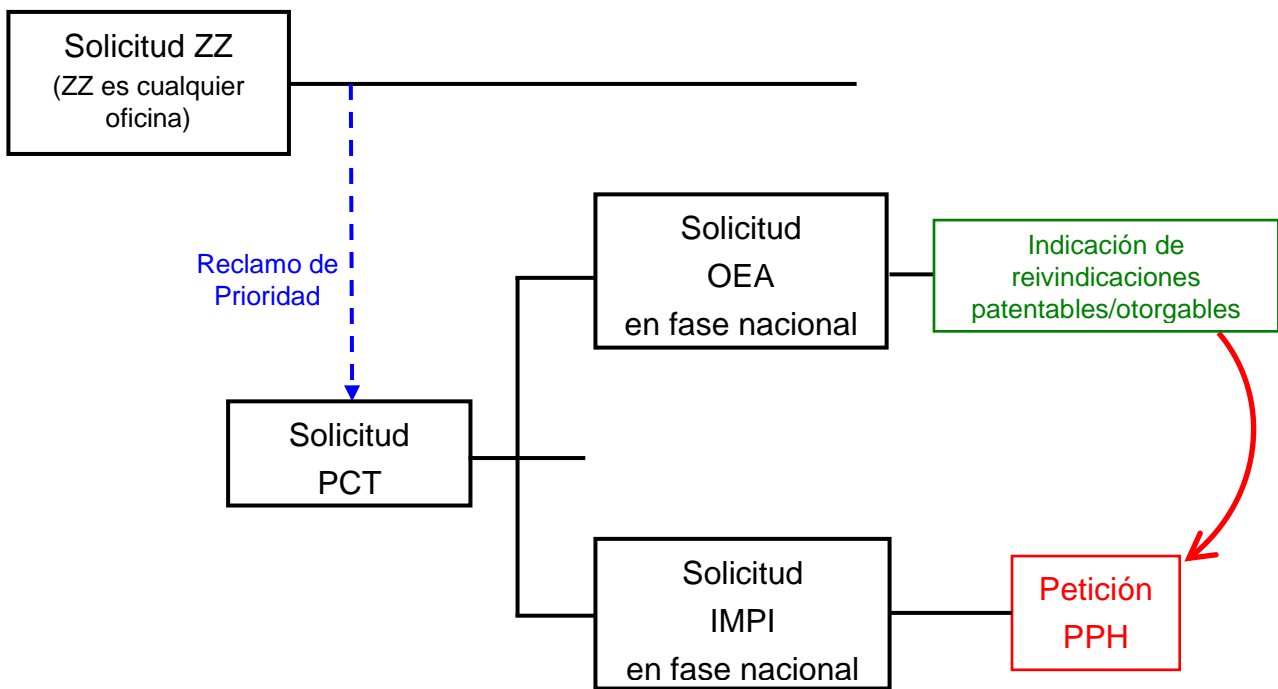 Solicitud ZZ
(ZZ es cualquier
oficina)
Reclamo de
Prioridad
Solicitud
OEA
en fase nacional
Indicación de
reivindicaciones
patentables/otorgables
Solicitud
PCT
Solicitud
IMPI
en fase nacional
Petición
PPH